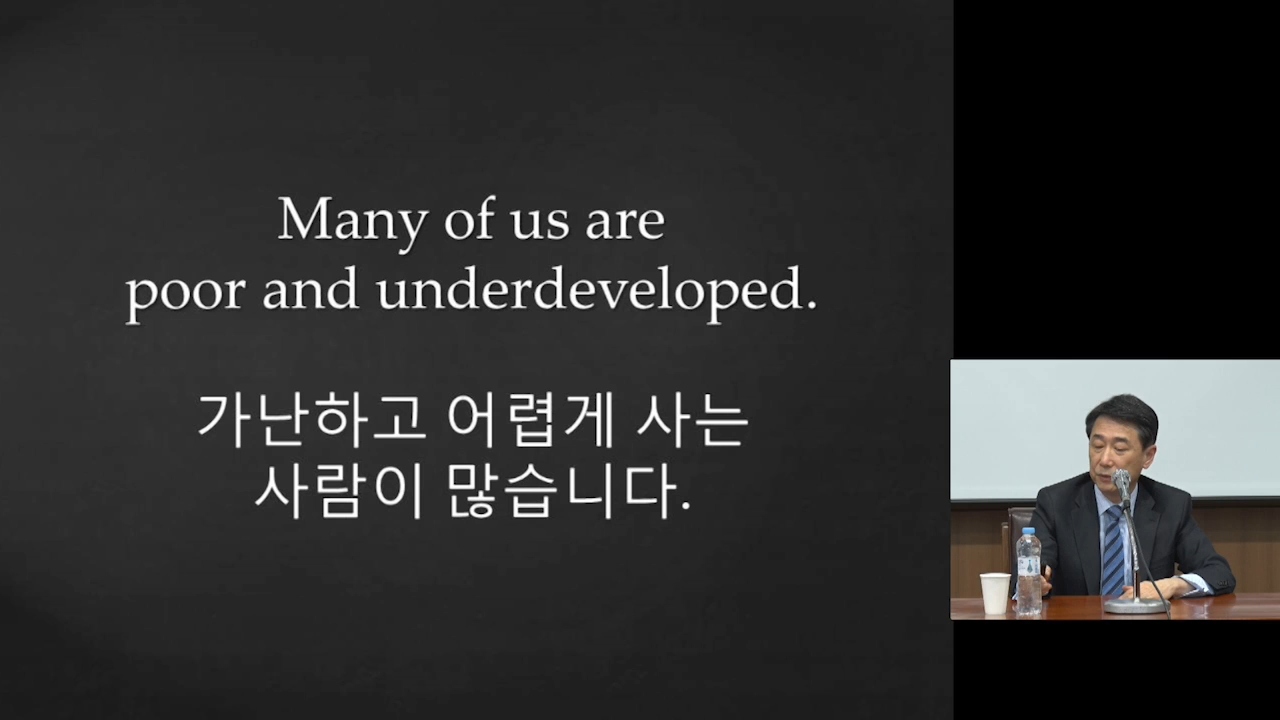 Many of us are
poor and underdeveloped.
가난하고 어렵게 사는
사람이 많습니다.